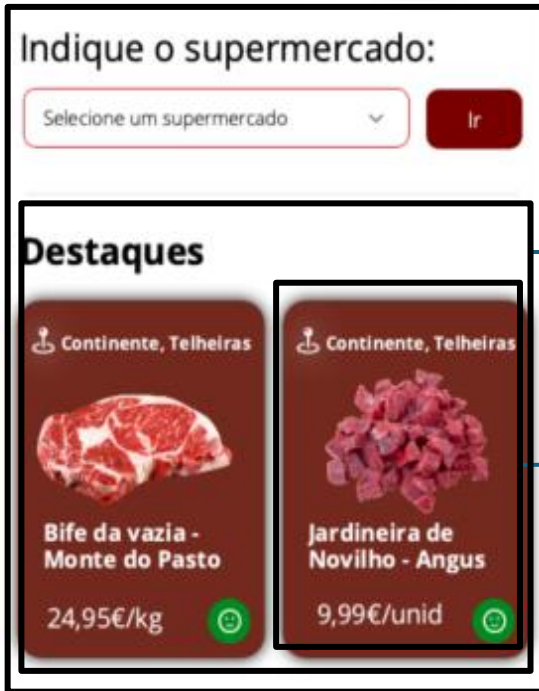 Indique o supermercado:
Selecione um supermercado
Ir
Destaques
Continente, Telheiras
Bife da vazia -
Monte do Pasto
24,95€/kg
Continente, Telheiras
Jardineira de
Novilho - Angus
9,99€/unid